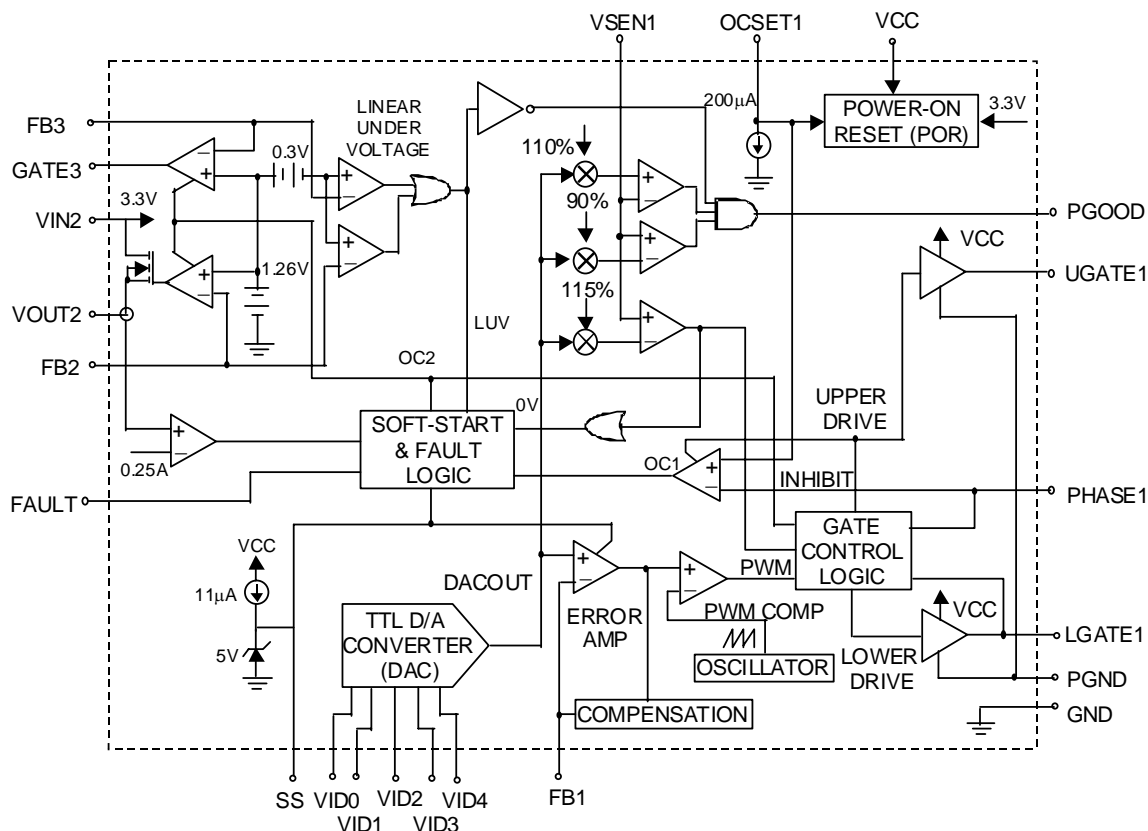 VSEN1
OCSET1
VCC
FB3
GATE3
VIN2
VOUT2
FB2
FAULT
LINEAR
UNDER
VOLTAGE
0.3V
3.3V
1.26V
200μA
POWER-ON
RESET (POR)
3.3V
110%
90%
115%
PGOOD
VCC
UGATE1
LUV
OC2
0V
SOFT-START
& FAULT
LOGIC
0.25A
UPPER
DRIVE
OC1
INHIBIT
PHASE1
GATE
CONTROL
LOGIC
VCC
11μA
5V
DACOUT
TTL D/A
CONVERTER
(DAC)
ERROR
AMP
PWM
PWM COMP
OSCILLATOR
COMPENSATION
VCC
LOWER
DRIVE
LGATE1
PGND
GND
SS
VID0
VID1
VID2
VID3
VID4
FB1